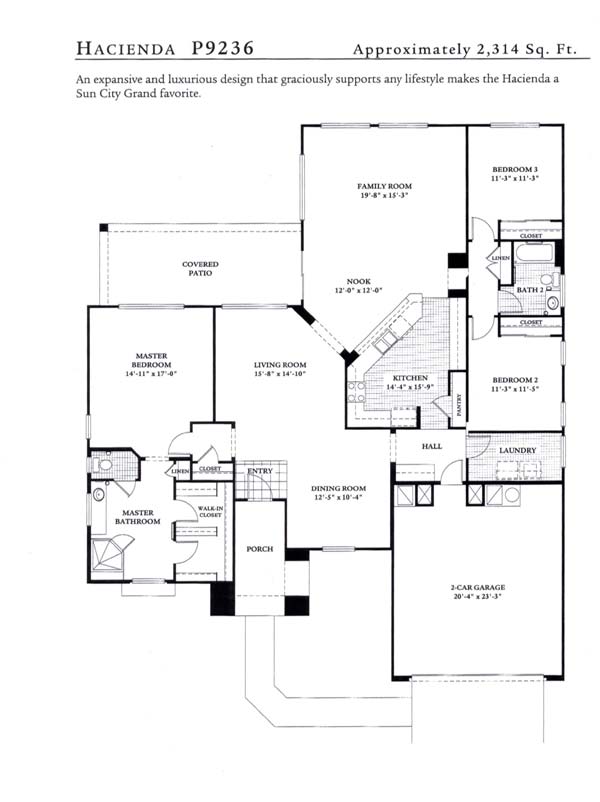 HACIENDA P9236
Approximately 2,314 Sq. Ft.
An expansive and luxurious design that graciously supports any lifestyle makes the Hacienda a
Sun City Grand favorite.
FAMILY ROOM
19'-8" x 15'-3"
BEDROOM 3
11'-3" x 11'-3"
CLOSET
COVERED
PATIO
NOOK
12'-0" x 12'-0"
LINEN
BATH 2
CLOSET
MASTER
BEDROOM
14'-11" x 17'-0"
LIVING ROOM
15'-8" x 14'-10"
KITCHEN
14'-4" x 15'-9"
PANTRY
BEDROOM 2
11'-3" x 11'-5"
HALL
LAUNDRY
LINEN
CLOSET
ENTRY
DINING ROOM
12'-5" x 10'-4"
MASTER
BATHROOM
WALK-IN
CLOSET
PORCH
2-CAR GARAGE
20'-4" x 23'-3"